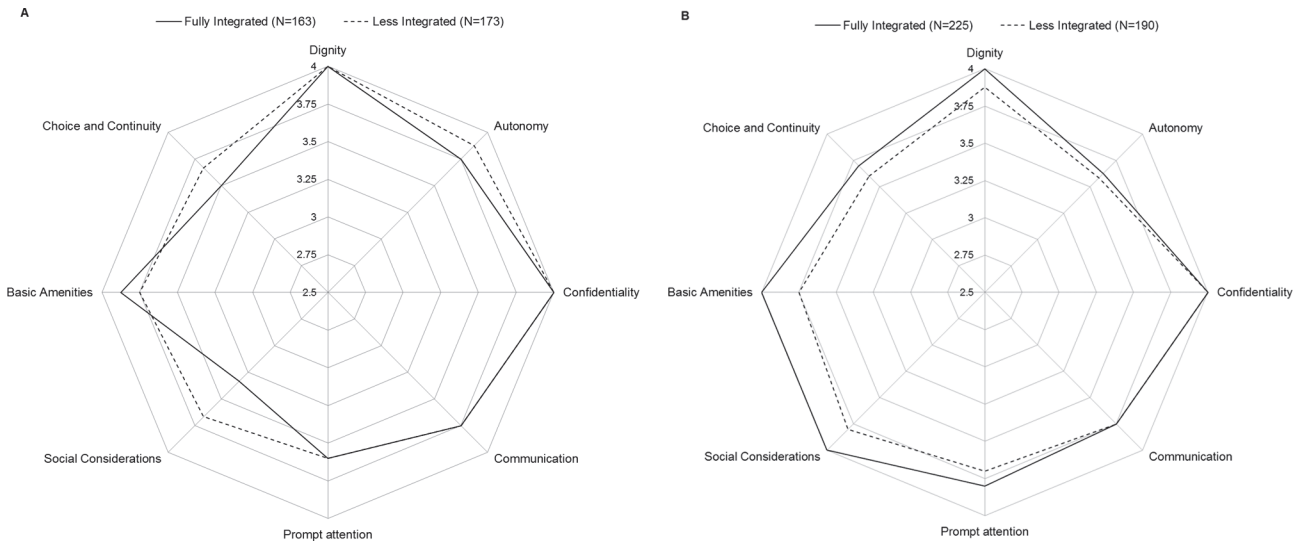 A
Fully Integrated (N=163) Less Integrated (N=173)
Dignity
4
3.75
3.5
3.25
3
2.75
2.5
Autonomy
Confidentiality
Communication
Prompt attention
Social Considerations
Basic Amenities
Choice and Continuity
B
Fully Integrated (N=225) Less Integrated (N=190)
Dignity
4
3.75
3.5
3.25
3
2.75
2.5
Autonomy
Confidentiality
Communication
Prompt attention
Social Considerations
Basic Amenities
Choice and Continuity